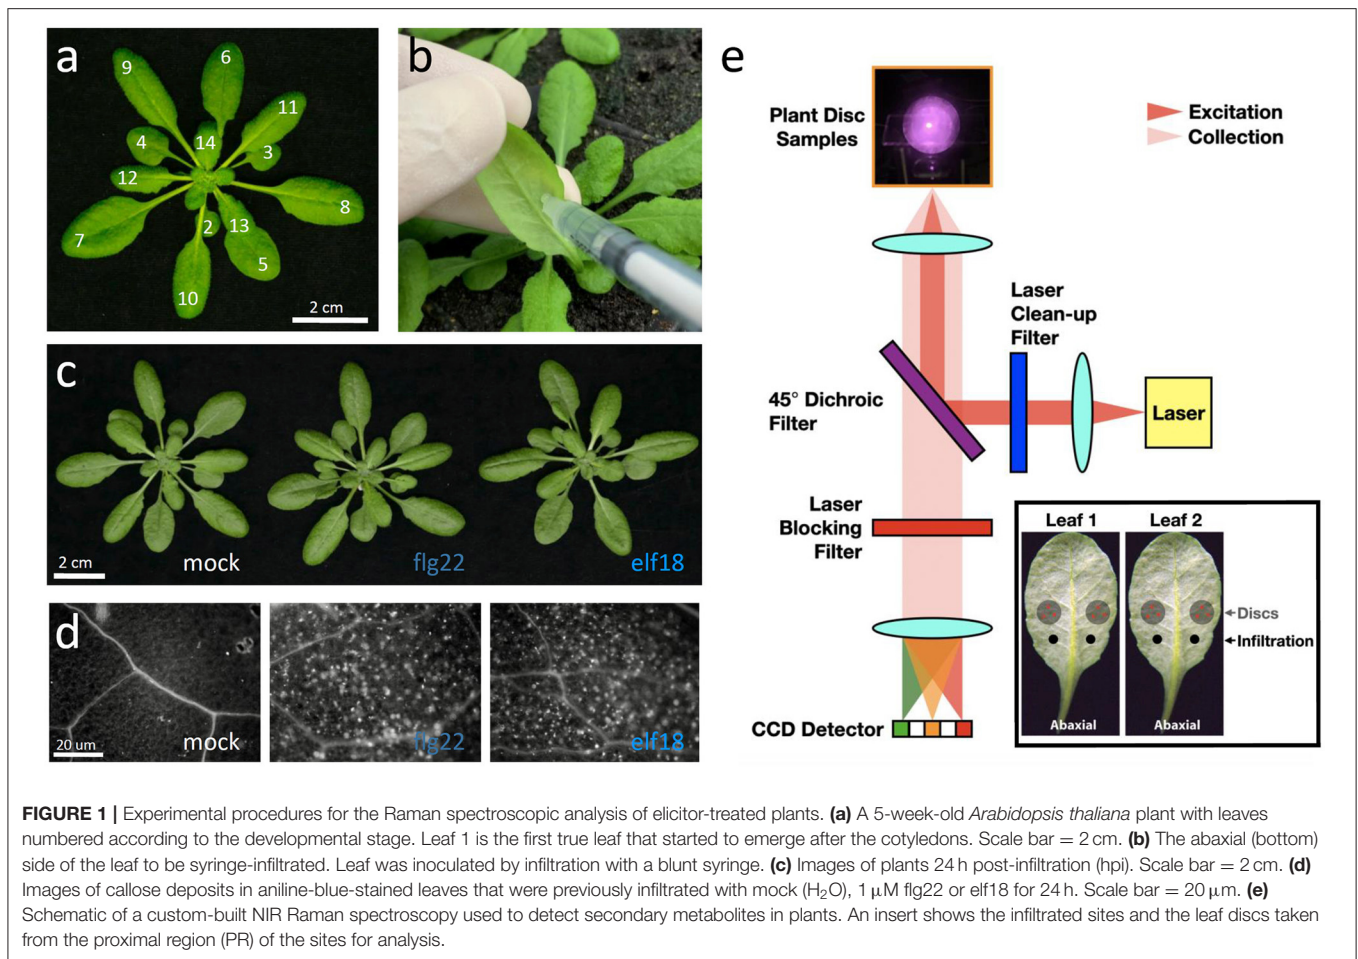 a
9
6
11
4
14
3
12
8
2
13
7
5
10
2 cm
b
c
mock
flg22
elf18
2 cm
d
mock
flg22
elf18
20 um
e
Plant Disc
Samples
Excitation
Collection
Laser
Clean-up
Filter
45° Dichroic
Filter
Laser
Laser
Blocking
Filter
CCD Detector
Leaf 1
Leaf 2
Discs
Infiltration
Abaxial
Abaxial
FIGURE 1 | Experimental procedures for the Raman spectroscopic analysis of elicitor-treated plants. (a) A 5-week-old Arabidopsis thaliana plant with leaves
numbered according to the developmental stage. Leaf 1 is the first true leaf that started to emerge after the cotyledons. Scale bar = 2 cm. (b) The abaxial (bottom)
side of the leaf to be syringe-infiltrated. Leaf was inoculated by infiltration with a blunt syringe. (c) Images of plants 24 h post-infiltration (hpi). Scale bar = 2 cm. (d)
Images of callose deposits in aniline-blue-stained leaves that were previously infiltrated with mock (H₂O), 1 μM flg22 or elf18 for 24 h. Scale bar = 20 μm. (e)
Schematic of a custom-built NIR Raman spectroscopy used to detect secondary metabolites in plants. An insert shows the infiltrated sites and the leaf discs taken
from the proximal region (PR) of the sites for analysis.